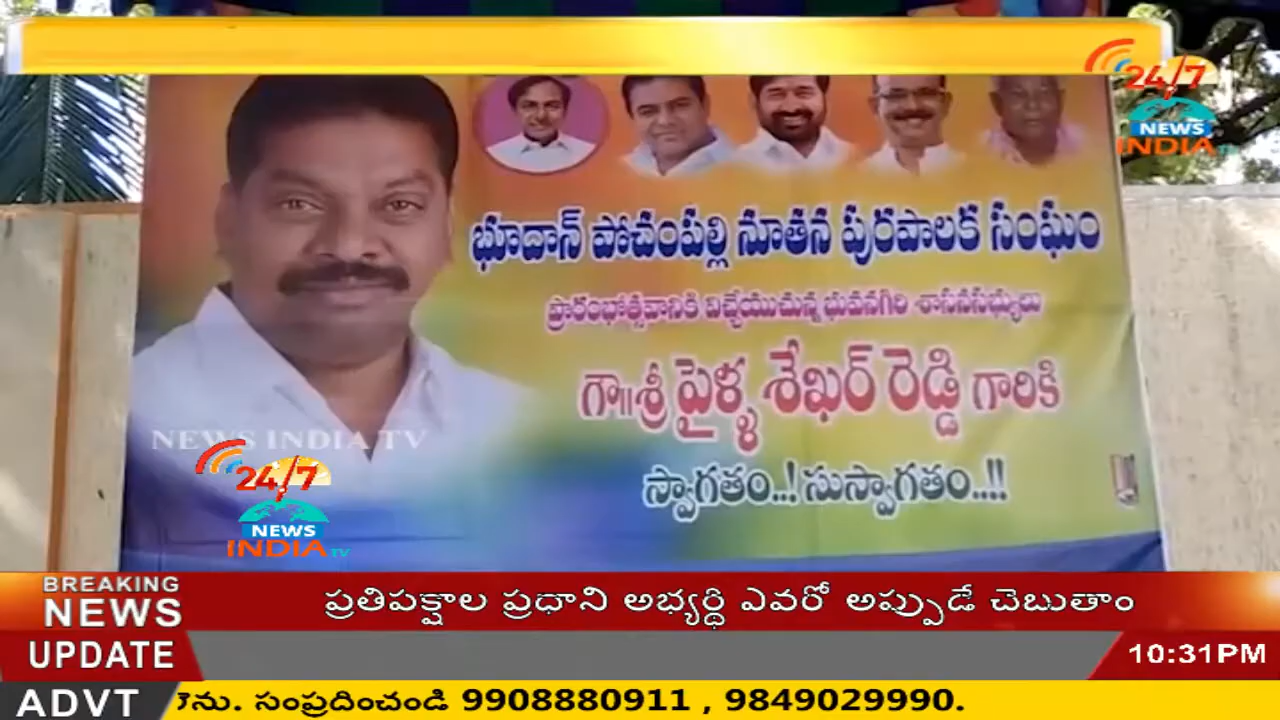 24/7
NEWS
INDIA TV
భూదాన్ పోచంపల్లి నూతన పురపాలక సంఘం
ప్రారంభోత్సవానికి విచ్చేయుచున్న భువనగిరి శాసనసభ్యులు
గౌ॥శ్రీ పైళ్ళ శేఖర్ రెడ్డి గారికి
స్వాగతం..! సుస్వాగతం..!!
NEWS INDIA TV
24/7
NEWS
INDIA TV
BREAKING
NEWS
ప్రతిపక్షాల ప్రధాని అభ్యర్థి ఎవరో అప్పుడే చెబుతాం
UPDATE
10:31PM
ADVT
సంప్రదించండి 9908880911 , 9849029990.